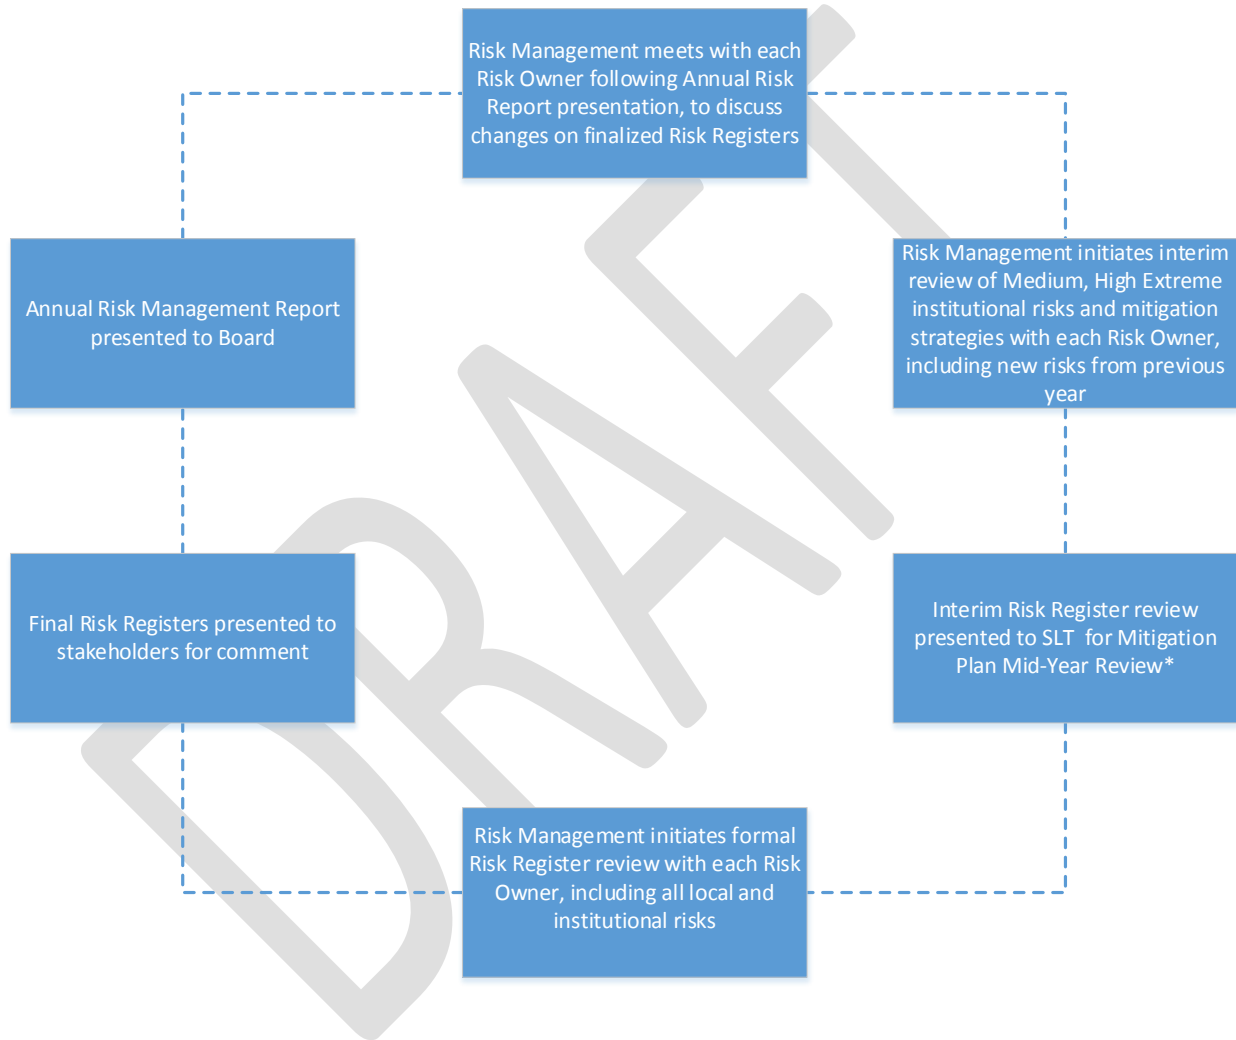 Risk Management meets with each
Risk Owner following Annual Risk
Report presentation, to discuss
changes on finalized Risk Registers
Annual Risk Management Report
presented to Board
Risk Management initiates interim
review of Medium, High Extreme
institutional risks and mitigation
strategies with each Risk Owner,
including new risks from previous
year
Final Risk Registers presented to
stakeholders for comment
Interim Risk Register review
presented to SLT  for Mitigation
Plan Mid-Year Review*
Risk Management initiates formal
Risk Register review with each Risk
Owner, including all local and
institutional risks
DRAFT